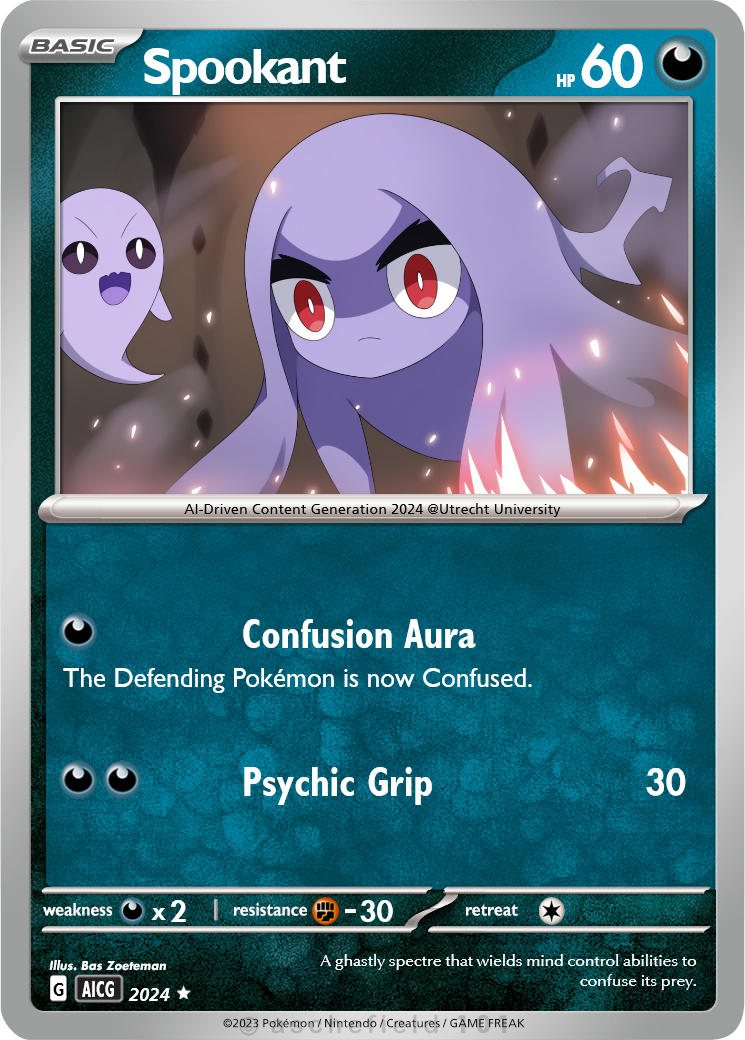 BASIC
Spookant
HP 60
AI-Driven Content Generation 2024 @Utrecht University
Confusion Aura
The Defending Pokémon is now Confused.
Psychic Grip 30
weakness x 2 | resistance -30 retreat
Illus. Bas Zoeteman
A ghastly spectre that wields mind control abilities to
confuse its prey.
G AICG 2024 ★
©2023 Pokémon / Nintendo / Creatures / GAME FREAK